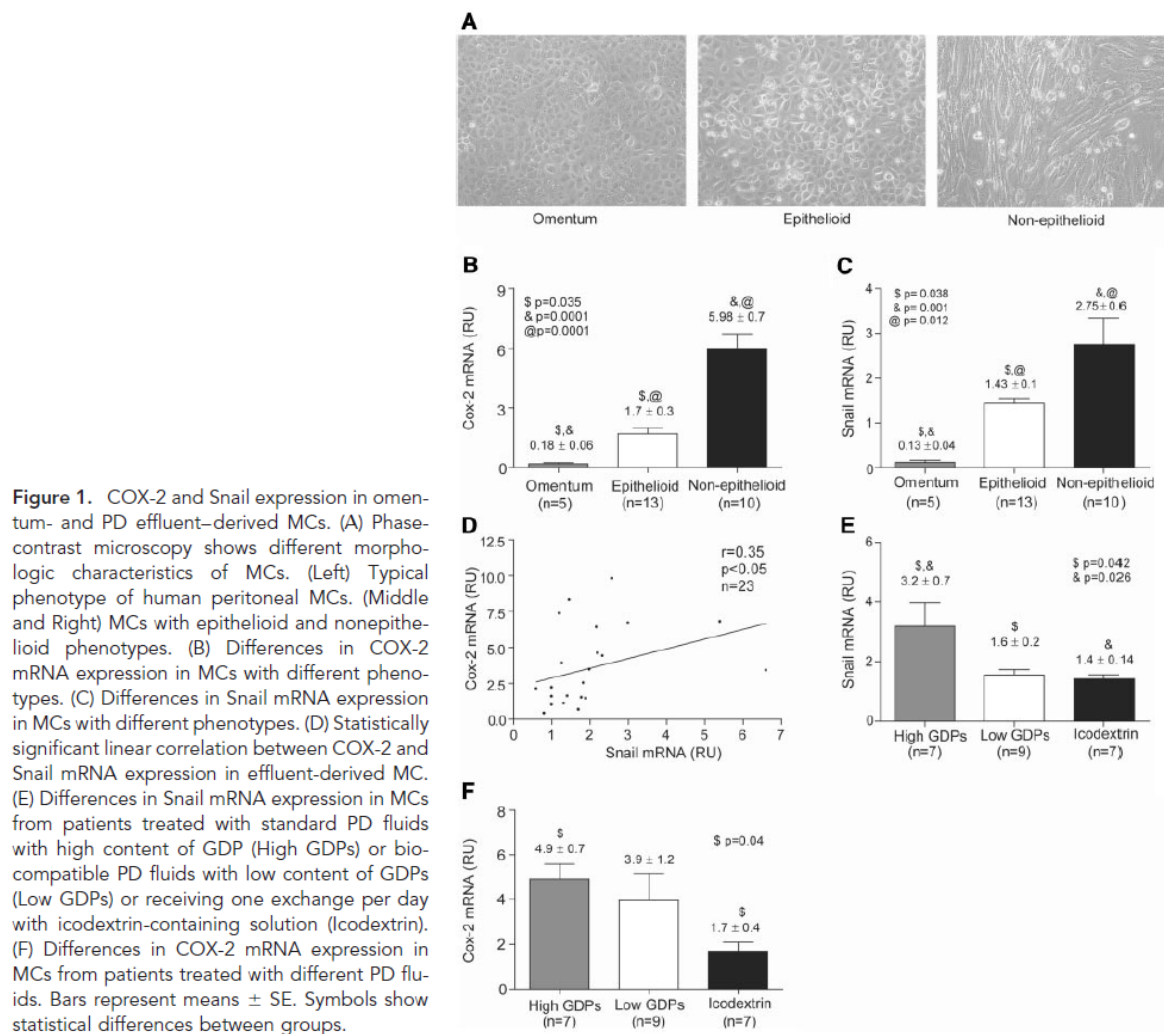 A
Omentum
Epithelioid
Non-epithelioid
B
Cox-2 mRNA (RU)
9
6
3
0
$ p=0.035
& p=0.0001
@p=0.0001
$,&
0.18 ± 0.06
$,@
1.7 ± 0.3
&,@
5.98 ± 0.7
Omentum
(n=5)
Epithelioid
(n=13)
Non-epithelioid
(n=10)
C
Snail mRNA (RU)
4
3
2
1
0
$ p= 0.038
& p= 0.001
@ p= 0.012
$,&
0.13 ± 0.04
$,@
1.43 ± 0.1
&,@
2.75± 0.6
Omentum
(n=5)
Epithelioid
(n=13)
Non-epithelioid
(n=10)
D
Cox-2 mRNA (RU)
12.5
10.0
7.5
5.0
2.5
0.0
r=0.35
p<0.05
n=23
0 1 2 3 4 5 6 7
Snail mRNA (RU)
E
Snail mRNA (RU)
6
4
2
0
$,&
3.2 ± 0.7
$
1.6 ± 0.2
&
1.4 ± 0.14
$ p=0.042
& p=0.026
High GDPs
(n=7)
Low GDPs
(n=9)
Icodextrin
(n=7)
F
Cox-2 mRNA (RU)
8
6
4
2
0
$
4.9 ± 0.7
3.9 ± 1.2
$
1.7 ± 0.4
$ p=0.04
High GDPs
(n=7)
Low GDPs
(n=9)
Icodextrin
(n=7)
Figure 1. COX-2 and Snail expression in omen-
tum- and PD effluent–derived MCs. (A) Phase-
contrast microscopy shows different morpho-
logic characteristics of MCs. (Left) Typical
phenotype of human peritoneal MCs. (Middle
and Right) MCs with epithelioid and nonepithe-
lioid phenotypes. (B) Differences in COX-2
mRNA expression in MCs with different pheno-
types. (C) Differences in Snail mRNA expression
in MCs with different phenotypes. (D) Statistically
significant linear correlation between COX-2 and
Snail mRNA expression in effluent-derived MC.
(E) Differences in Snail mRNA expression in MCs
from patients treated with standard PD fluids
with high content of GDP (High GDPs) or bio-
compatible PD fluids with low content of GDPs
(Low GDPs) or receiving one exchange per day
with icodextrin-containing solution (Icodextrin).
(F) Differences in COX-2 mRNA expression in
MCs from patients treated with different PD flu-
ids. Bars represent means ± SE. Symbols show
statistical differences between groups.